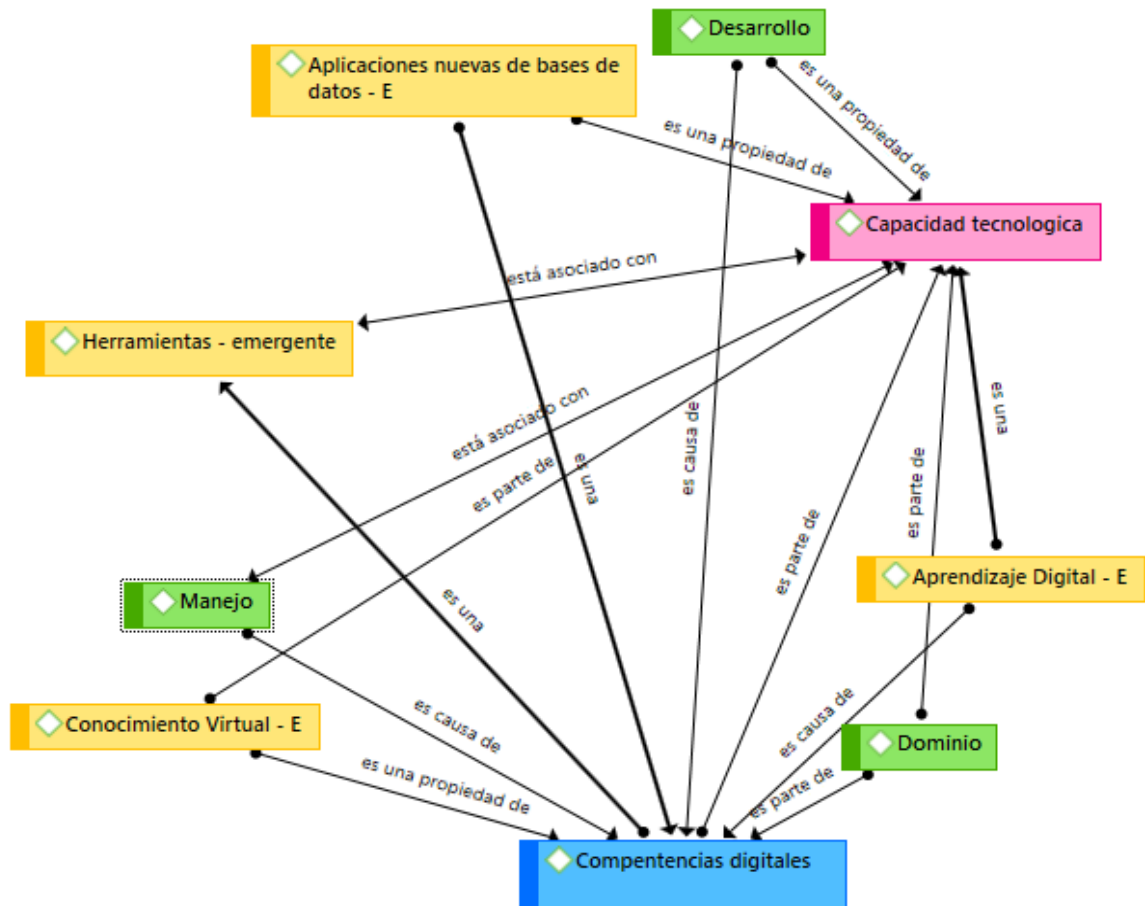 Desarrollo
Aplicaciones nuevas de bases de
datos - E
es una propiedad de
es una propiedad de
Capacidad tecnologica
está asociado con
Herramientas - emergente
está asociado con
es causa de
es una
es una
es parte de
es parte de
es parte de
Aprendizaje Digital - E
Manejo
es una
Conocimiento Virtual - E
es causa de
es causa de
Dominio
es una propiedad de
es parte de
Compentencias digitales